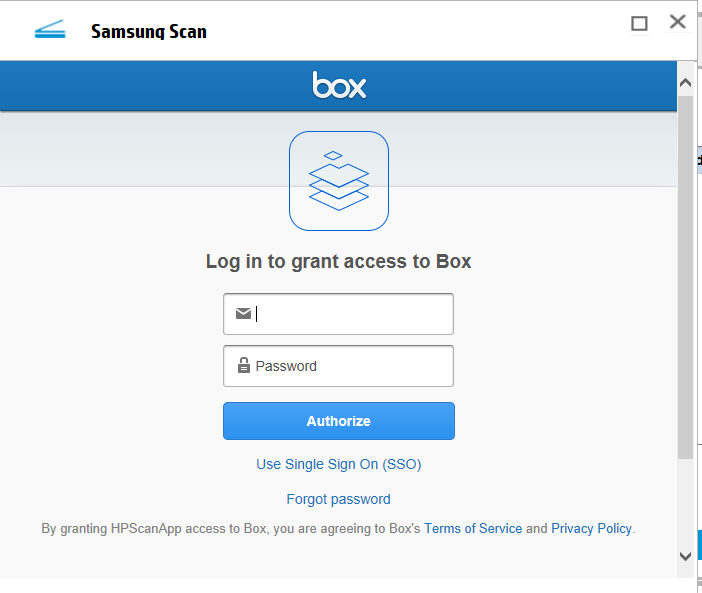 Samsung Scan
box
Log in to grant access to Box
Password
Authorize
Use Single Sign On (SSO)
Forgot password
By granting HPScanApp access to Box, you are agreeing to Box's Terms of Service and Privacy Policy.